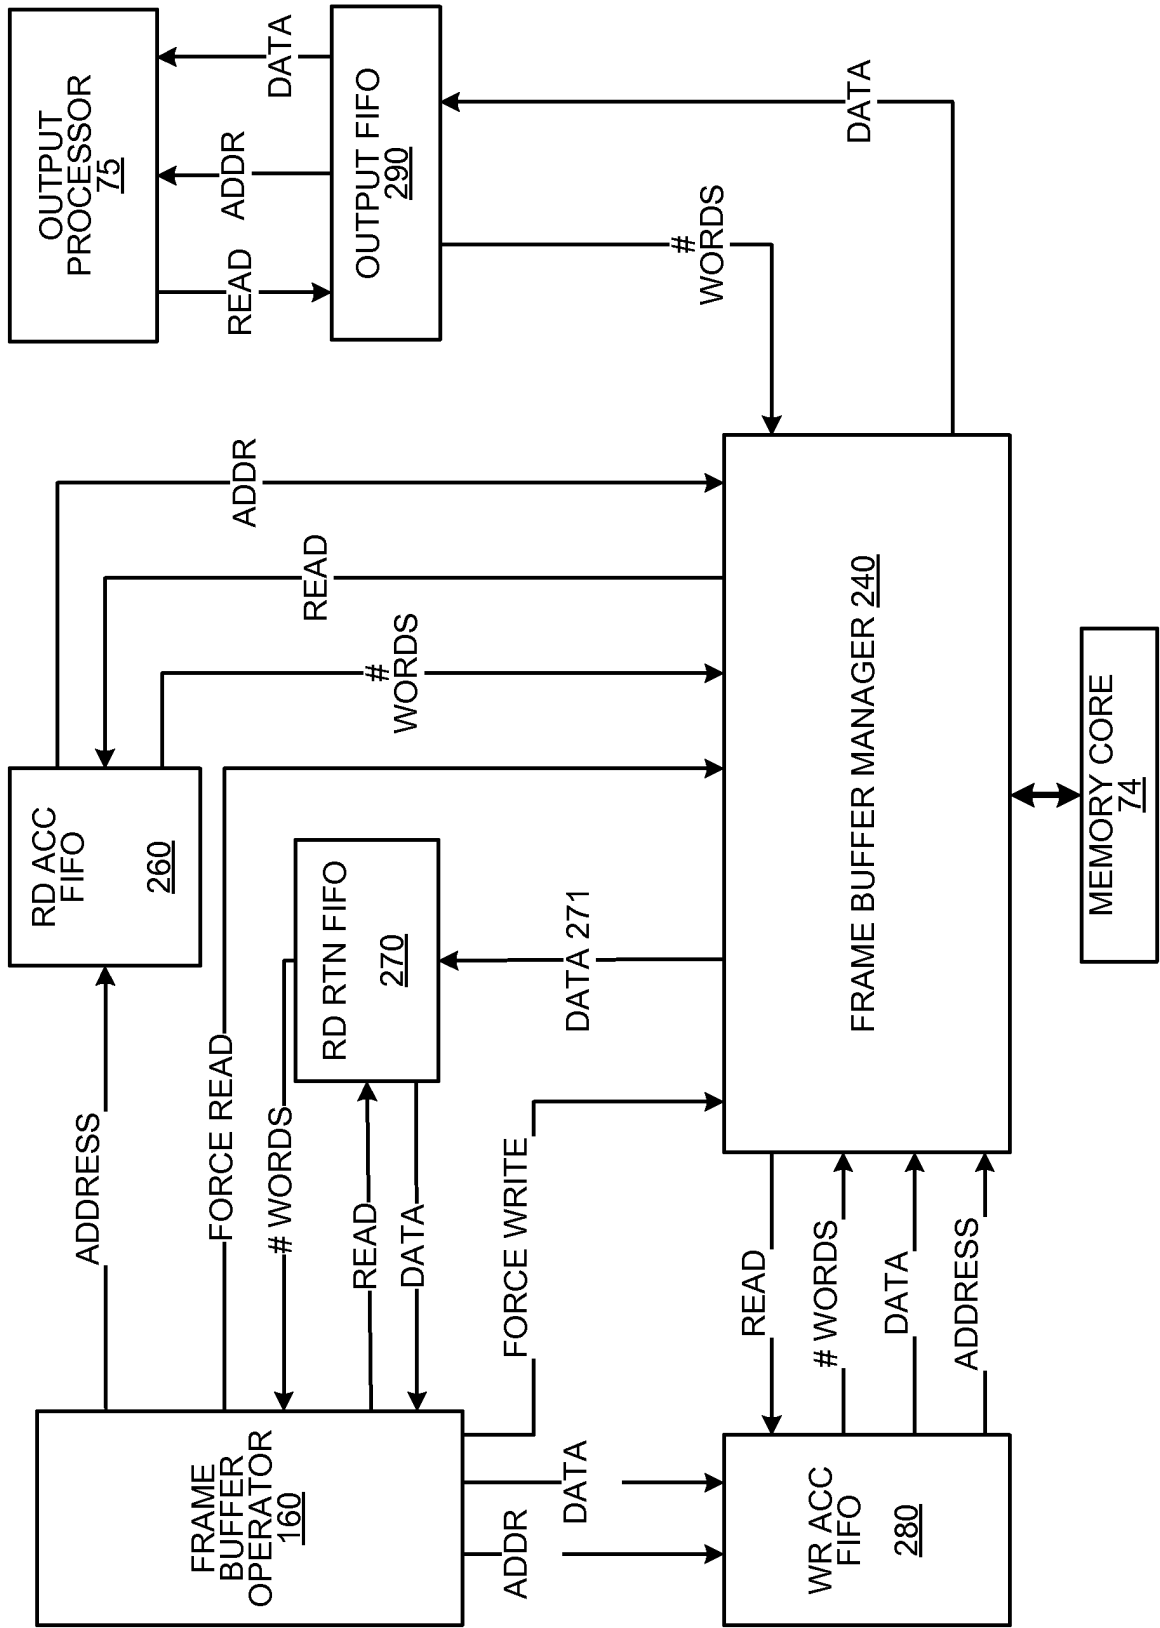 FRAME
BUFFER
OPERATOR
160
ADDRESS
FORCE READ
# WORDS
READ
DATA
FORCE WRITE
DATA
ADDR
RD ACC
FIFO
260
RD RTN FIFO
270
DATA 271
ADDR
READ
#
WORDS
OUTPUT
PROCESSOR
75
READ
ADDR
DATA
OUTPUT FIFO
290
#
WORDS
DATA
WR ACC
FIFO
280
READ
# WORDS
DATA
ADDRESS
FRAME BUFFER MANAGER 240
MEMORY CORE
74